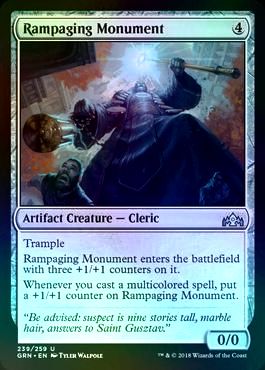 Rampaging Monument 4
Artifact Creature — Cleric
Trample
Rampaging Monument enters the battlefield
with three +1/+1 counters on it.
Whenever you cast a multicolored spell, put
a +1/+1 counter on Rampaging Monument.
"Be advised: suspect is nine stories tall, marble
hair, answers to Saint Gusztav."
0/0
239/259 U
GRN • EN TYLER WALPOLE
™ & © 2018 Wizards of the Coast